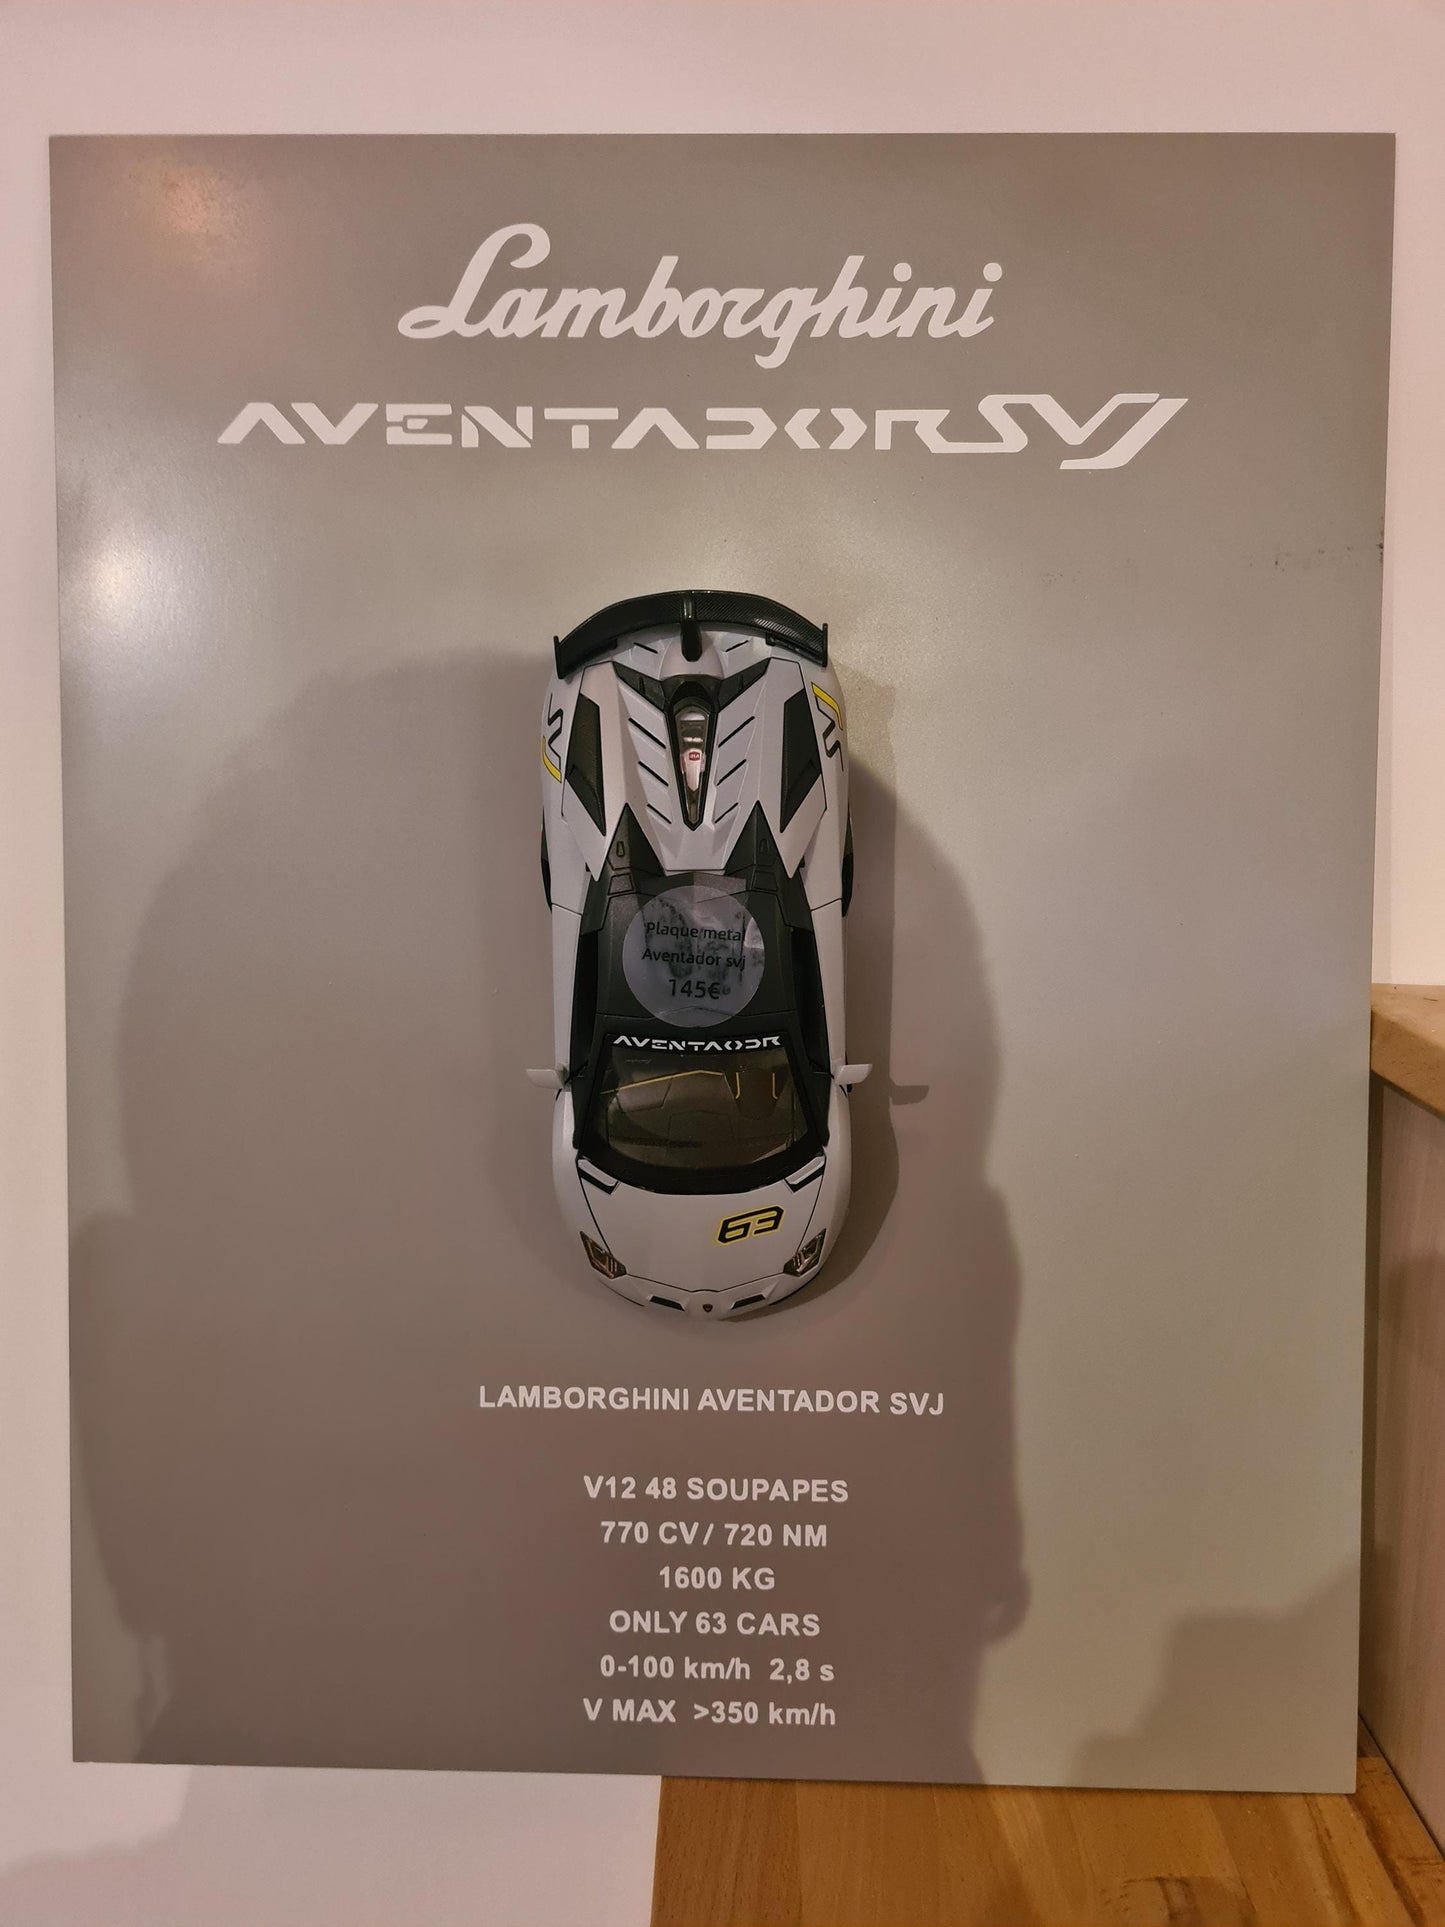 Lamborghini
AVENTADOR SVJ
Plaque metal
Aventador svj
145€
AVENTADOR
63
LAMBORGHINI AVENTADOR SVJ
V12 48 SOUPAPES
770 CV / 720 NM
1600 KG
ONLY 63 CARS
0-100 km/h 2,8 s
V MAX >350 km/h